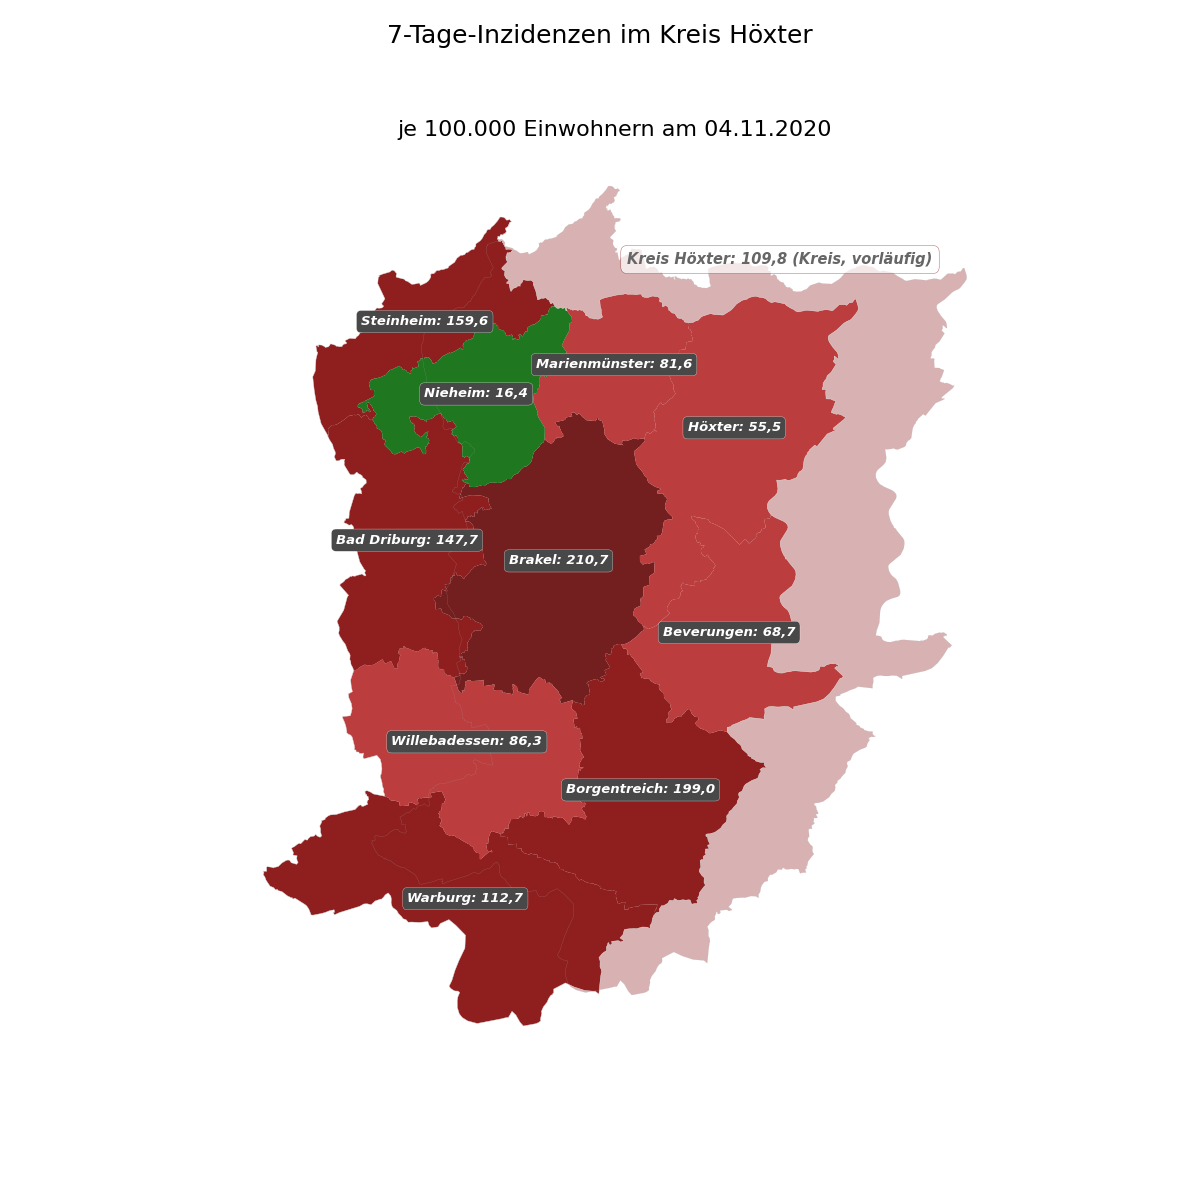 7-Tage-Inzidenzen im Kreis Höxter
je 100.000 Einwohnern am 04.11.2020
Kreis Höxter: 109,8 (Kreis, vorläufig)
Steinheim: 159,6
Marienmünster: 81,6
Nieheim: 16,4
Höxter: 55,5
Bad Driburg: 147,7
Brakel: 210,7
Beverungen: 68,7
Willebadessen: 86,3
Borgentreich: 199,0
Warburg: 112,7